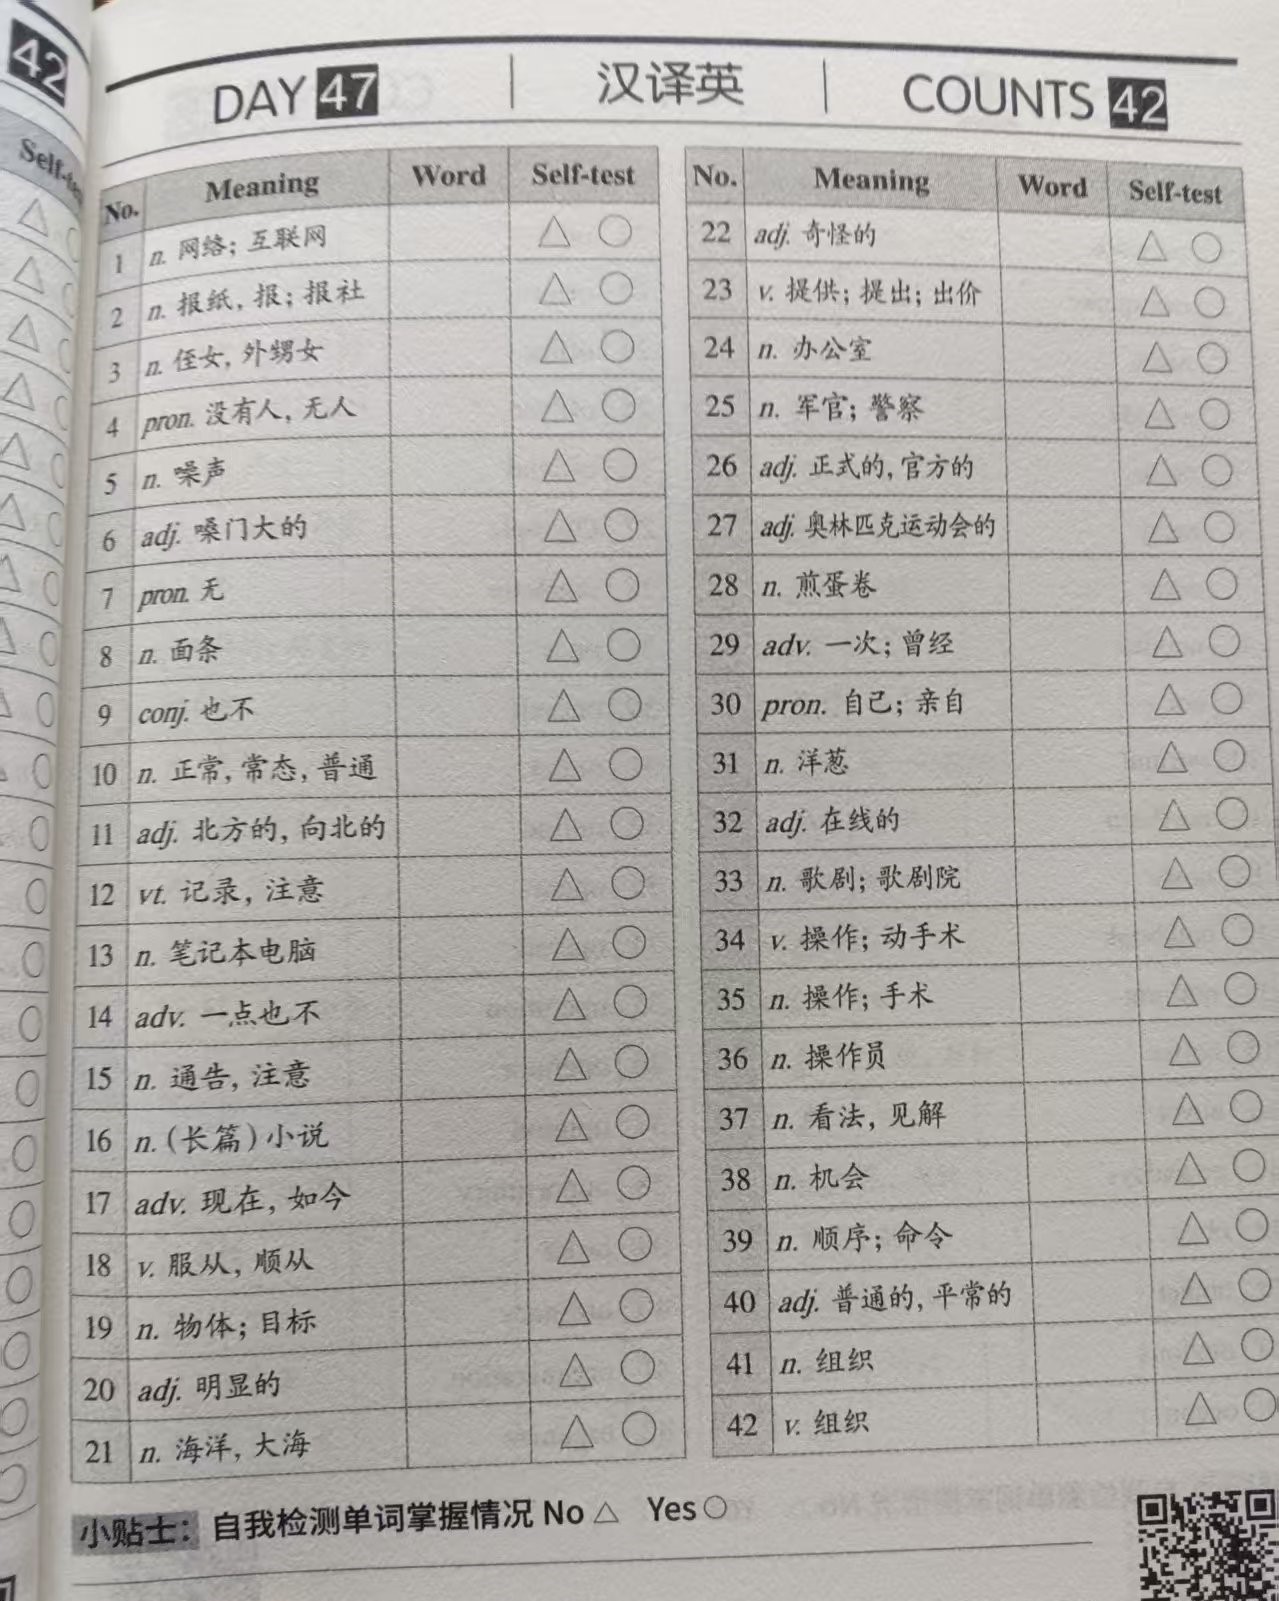 42
Self-
DAY 47 汉译英 COUNTS 42
No. Meaning Word Self-test
1 n. 网络; 互联网
2 n. 报纸, 报; 报社
3 n. 侄女, 外甥女
4 pron. 没有人, 无人
5 n. 噪声
6 adj. 嗓门大的
7 pron. 无
8 n. 面条
9 conj. 也不
10 n. 正常, 常态, 普通
11 adj. 北方的, 向北的
12 vt. 记录, 注意
13 n. 笔记本电脑
14 adv. 一点也不
15 n. 通告, 注意
16 n. (长篇) 小说
17 adv. 现在, 如今
18 v. 服从, 顺从
19 n. 物体; 目标
20 adj. 明显的
21 n. 海洋, 大海
No. Meaning Word Self-test
22 adj. 奇怪的
23 v. 提供; 提出; 出价
24 n. 办公室
25 n. 军官; 警察
26 adj. 正式的, 官方的
27 adj. 奥林匹克运动会的
28 n. 煎蛋卷
29 adv. 一次; 曾经
30 pron. 自己; 亲自
31 n. 洋葱
32 adj. 在线的
33 n. 歌剧; 歌剧院
34 v. 操作; 动手术
35 n. 操作; 手术
36 n. 操作员
37 n. 看法, 见解
38 n. 机会
39 n. 顺序; 命令
40 adj. 普通的, 平常的
41 n. 组织
42 v. 组织
小贴士: 自我检测单词掌握情况 No △ Yes ○